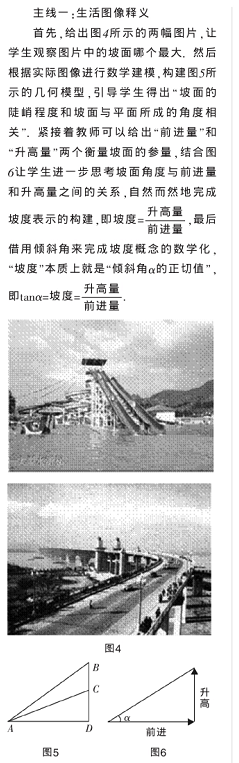 主线一：生活图像释义
首先，给出图4所示的两幅图片，让
学生观察图片中的坡面哪个最大．然后
根据实际图像进行数学建模，构建图5所
示的几何模型，引导学生得出“坡面的
陡峭程度和坡面与平面所成的角度相
关”．紧接着教师可以给出“前进量”和
“升高量”两个衡量坡面的参量，结合图
6让学生进一步思考坡面角度与前进量
和升高量之间的关系，自然而然地完成
坡度表示的构建，即坡度=升高量/前进量，最后
借用倾斜角来完成坡度概念的数学化，
“坡度”本质上就是“倾斜角α的正切值”，
即tanα=坡度=升高量/前进量．
图4
B
C
A
D
图5
α
升高
前进
图6